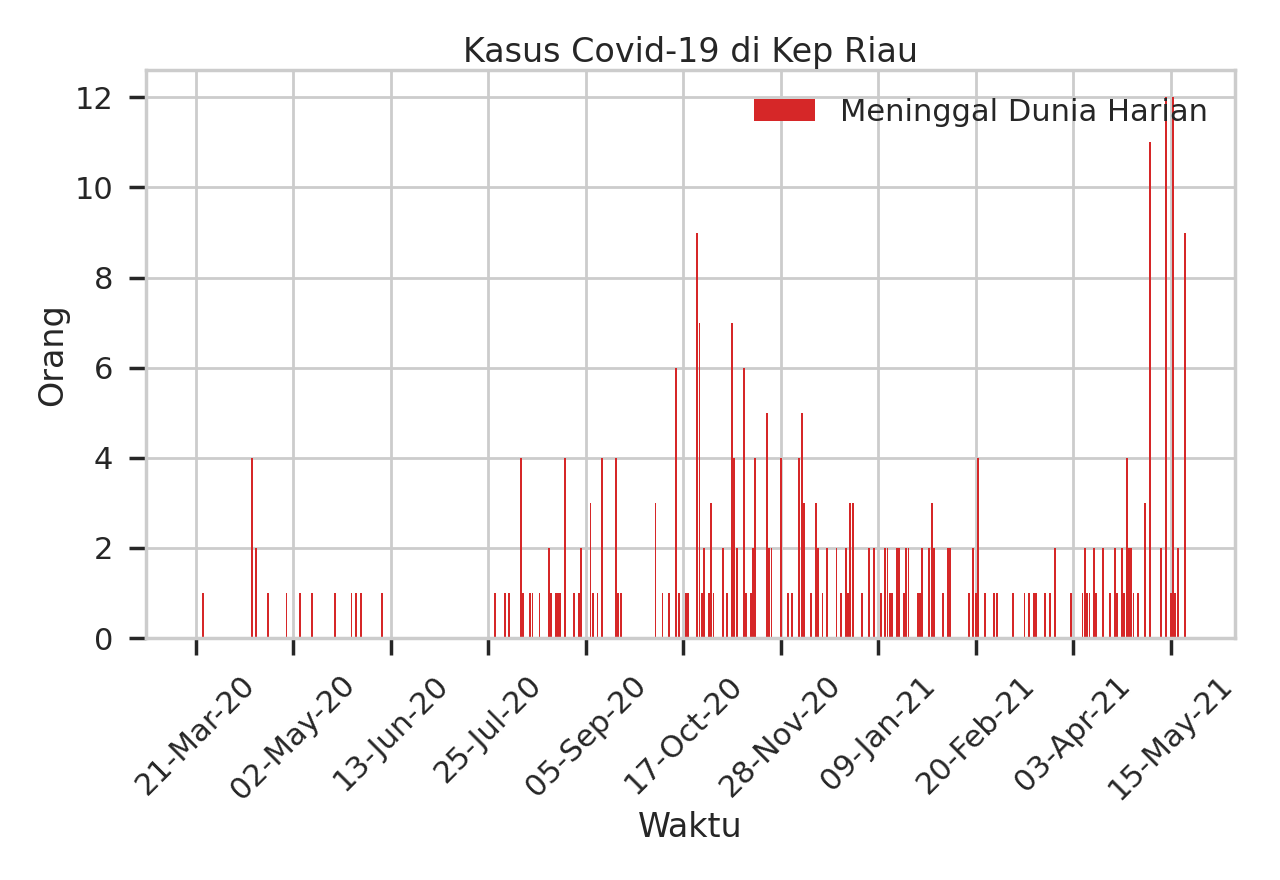 Kasus Covid-19 di Kep Riau
Meninggal Dunia Harian
12
10
8
6
4
2
0
Orang
21-Mar-20
02-May-20
13-Jun-20
25-Jul-20
05-Sep-20
17-Oct-20
28-Nov-20
09-Jan-21
20-Feb-21
03-Apr-21
15-May-21
Waktu